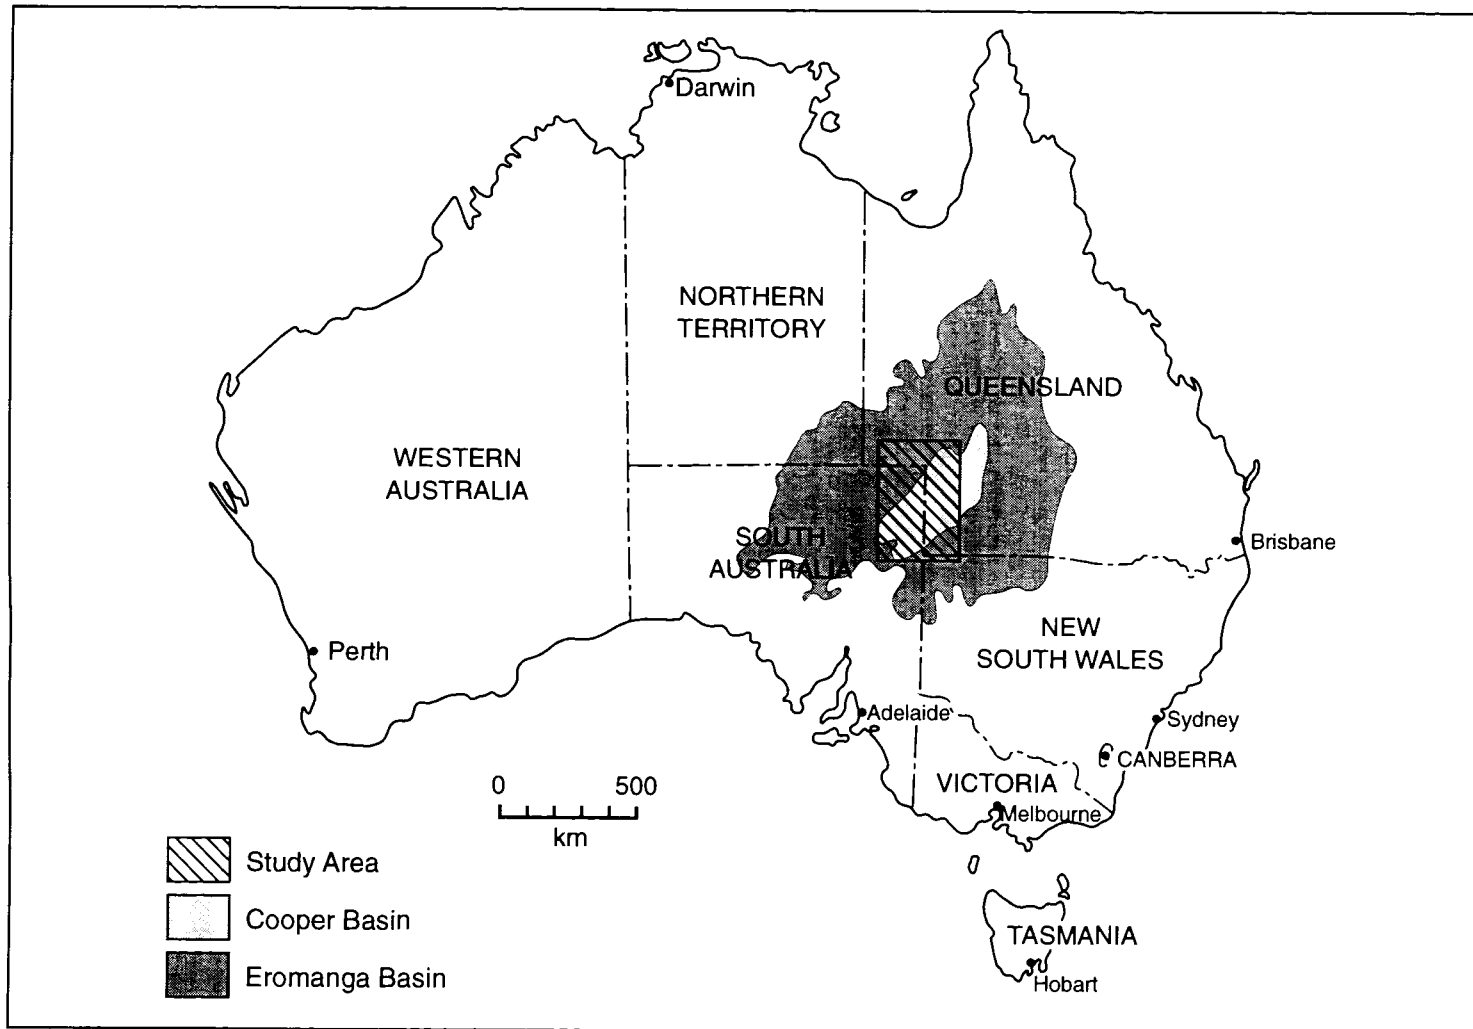 Darwin
NORTHERN
TERRITORY
QUEENSLAND
WESTERN
AUSTRALIA
SOUTH
AUSTRALIA
Brisbane
NEW
SOUTH WALES
Perth
Adelaide
Sydney
CANBERRA
VICTORIA
Melbourne
0 500
km
Study Area
Cooper Basin
Eromanga Basin
TASMANIA
Hobart